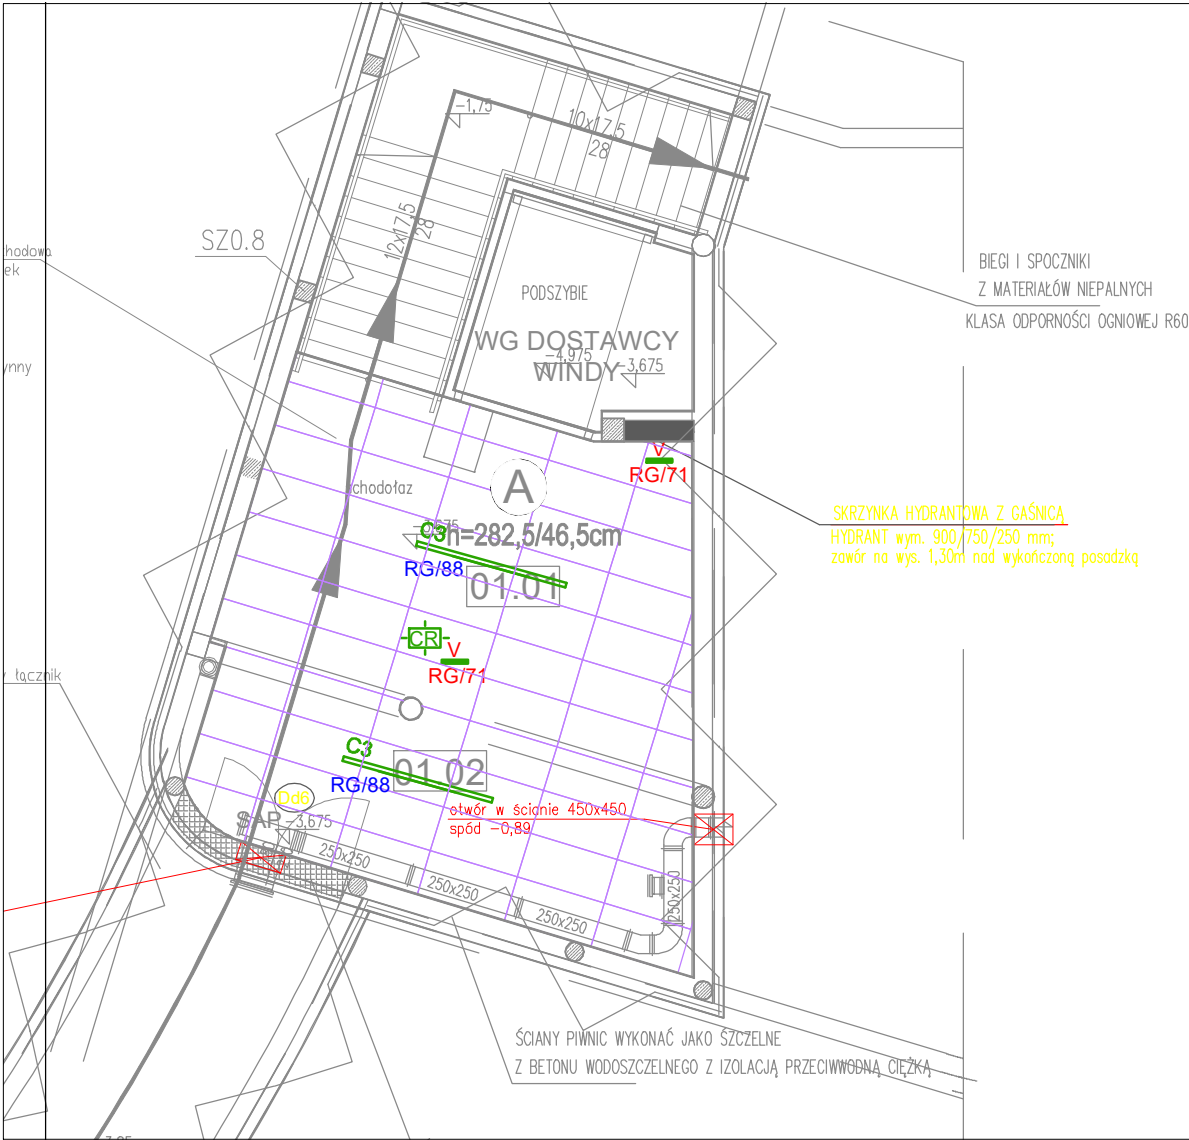 -1,75
10x17,5
28
12x17,5
28
SZ0.8
hodowa
ek
BIEGI I SPOCZNIKI
Z MATERIAŁÓW NIEPALNYCH
KLASA ODPORNOŚCI OGNIOWEJ R60
PODSZYBIE
WG DOSTAWCY
WINDY
-4,975
-3,675
ynny
V
RG/71
chodołaz
A
C3
h=282,5/46,5cm
RG/88
01.01
SKRZYNKA HYDRANTOWA Z GAŚNICĄ
HYDRANT wym. 900/750/250 mm;
zawór na wys. 1,30m nad wykończoną posadzką
CR
V
RG/71
łącznik
C3
RG/88
01.02
Dd6
SAP
-3,675
otwór w ścianie 450x450
spód -0,89
250x250
250x250
250x250
250x250
ŚCIANY PIWNIC WYKONAĆ JAKO SZCZELNE
Z BETONU WODOSZCZELNEGO Z IZOLACJĄ PRZECIWWODNĄ CIĘŻKĄ